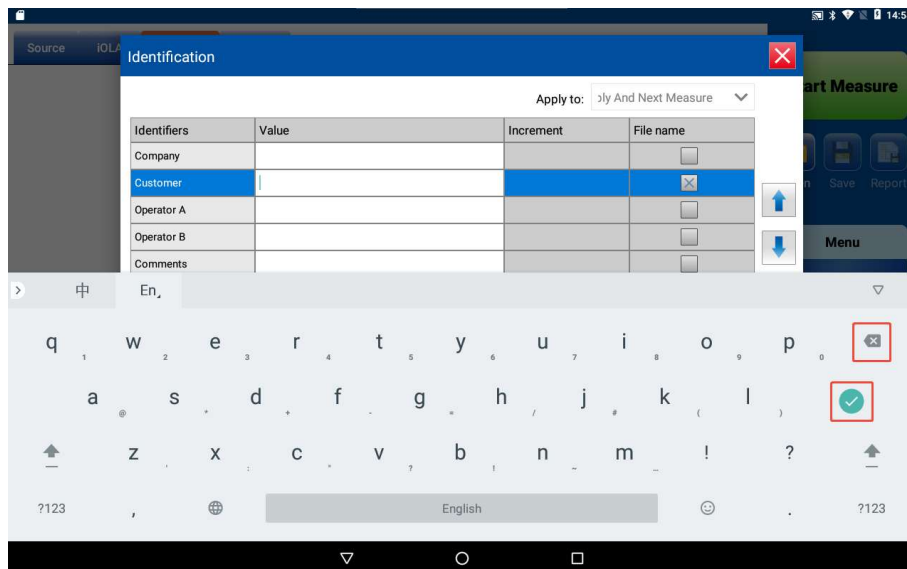 14:5
Source iOLA
Identification
Apply to: ply And Next Measure
art Measure
Identifiers Value Increment File name
Company
Customer
Operator A
Operator B
Comments
n Save Report
Menu
> 中 En
q 1 w 2 e 3 r 4 t 5 y 6 u 7 i 8 o 9 p 0
a @ s * d + f - g = h / j # k ( l )
z ' x : c " v ? b ! n ~ m _ ! ?
?123 , English . ?123